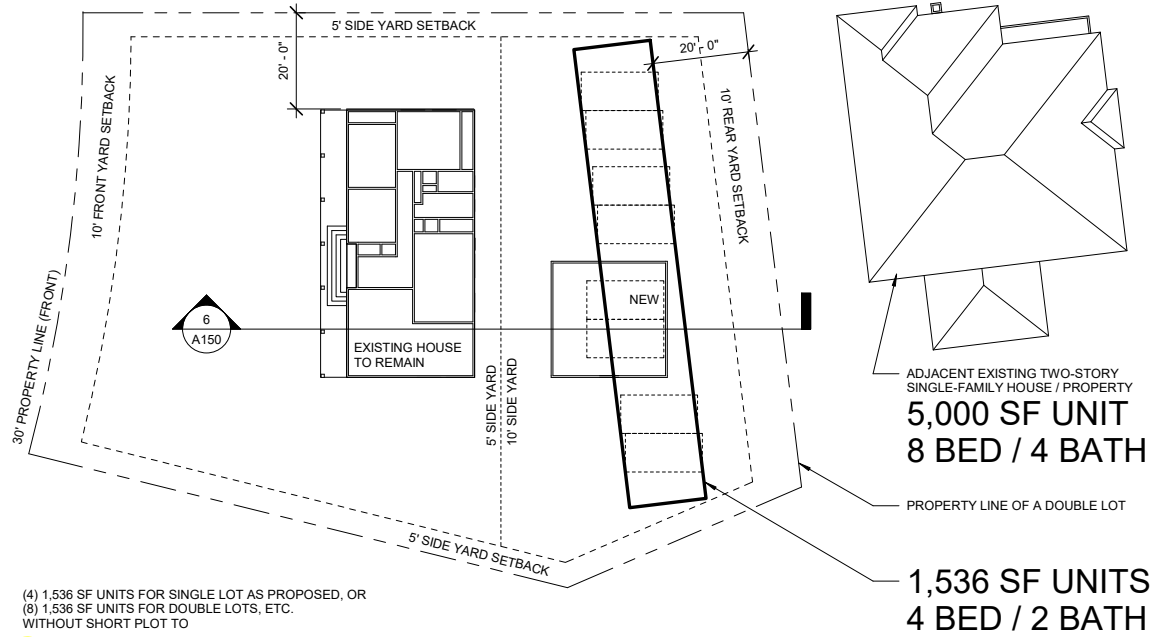 5' SIDE YARD SETBACK
20' - 0"
20' - 0"
10' FRONT YARD SETBACK
10' REAR YARD SETBACK
NEW
6
A150
EXISTING HOUSE
TO REMAIN
30' PROPERTY LINE (FRONT)
5' SIDE YARD
10' SIDE YARD
5' SIDE YARD SETBACK
ADJACENT EXISTING TWO-STORY
SINGLE-FAMILY HOUSE / PROPERTY
5,000 SF UNIT
8 BED / 4 BATH
PROPERTY LINE OF A DOUBLE LOT
1,536 SF UNITS
4 BED / 2 BATH
(4) 1,536 SF UNITS FOR SINGLE LOT AS PROPOSED, OR
(8) 1,536 SF UNITS FOR DOUBLE LOTS, ETC.
WITHOUT SHORT PLOT TO